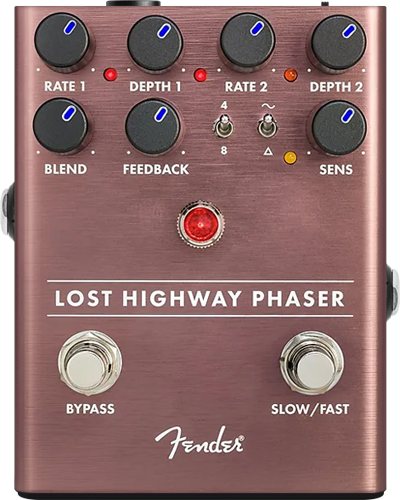 RATE 1 DEPTH 1 RATE 2 DEPTH 2
4
BLEND FEEDBACK 8 SENS
LOST HIGHWAY PHASER
BYPASS SLOW/FAST
Fender